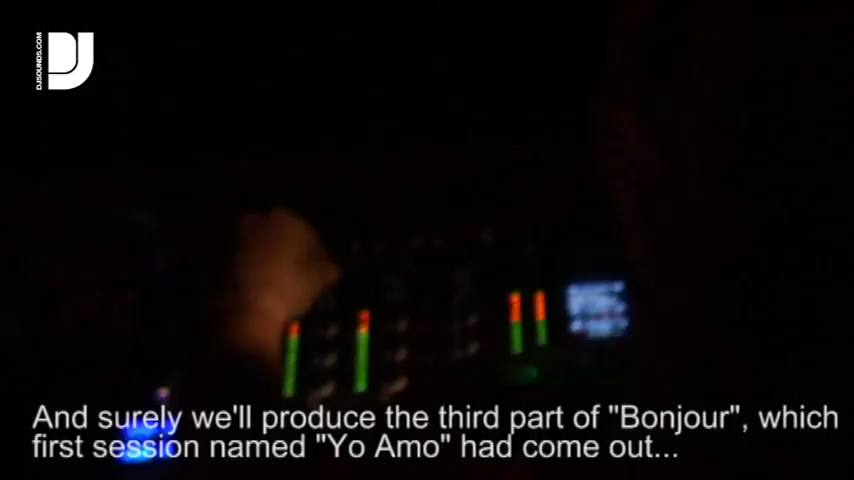 DJSOUNDS.COM
DJ
And surely we'll produce the third part of "Bonjour", which
first session named "Yo Amo" had come out...